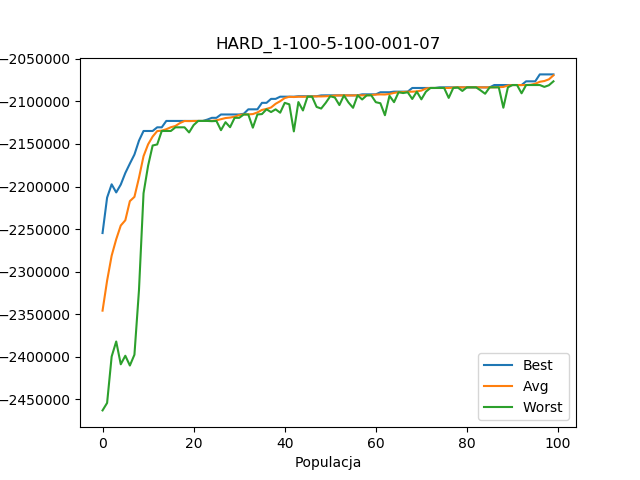 HARD_1-100-5-100-001-07
−2050000
−2100000
−2150000
−2200000
−2250000
−2300000
−2350000
−2400000
−2450000
Best
Avg
Worst
0 20 40 60 80 100
Populacja